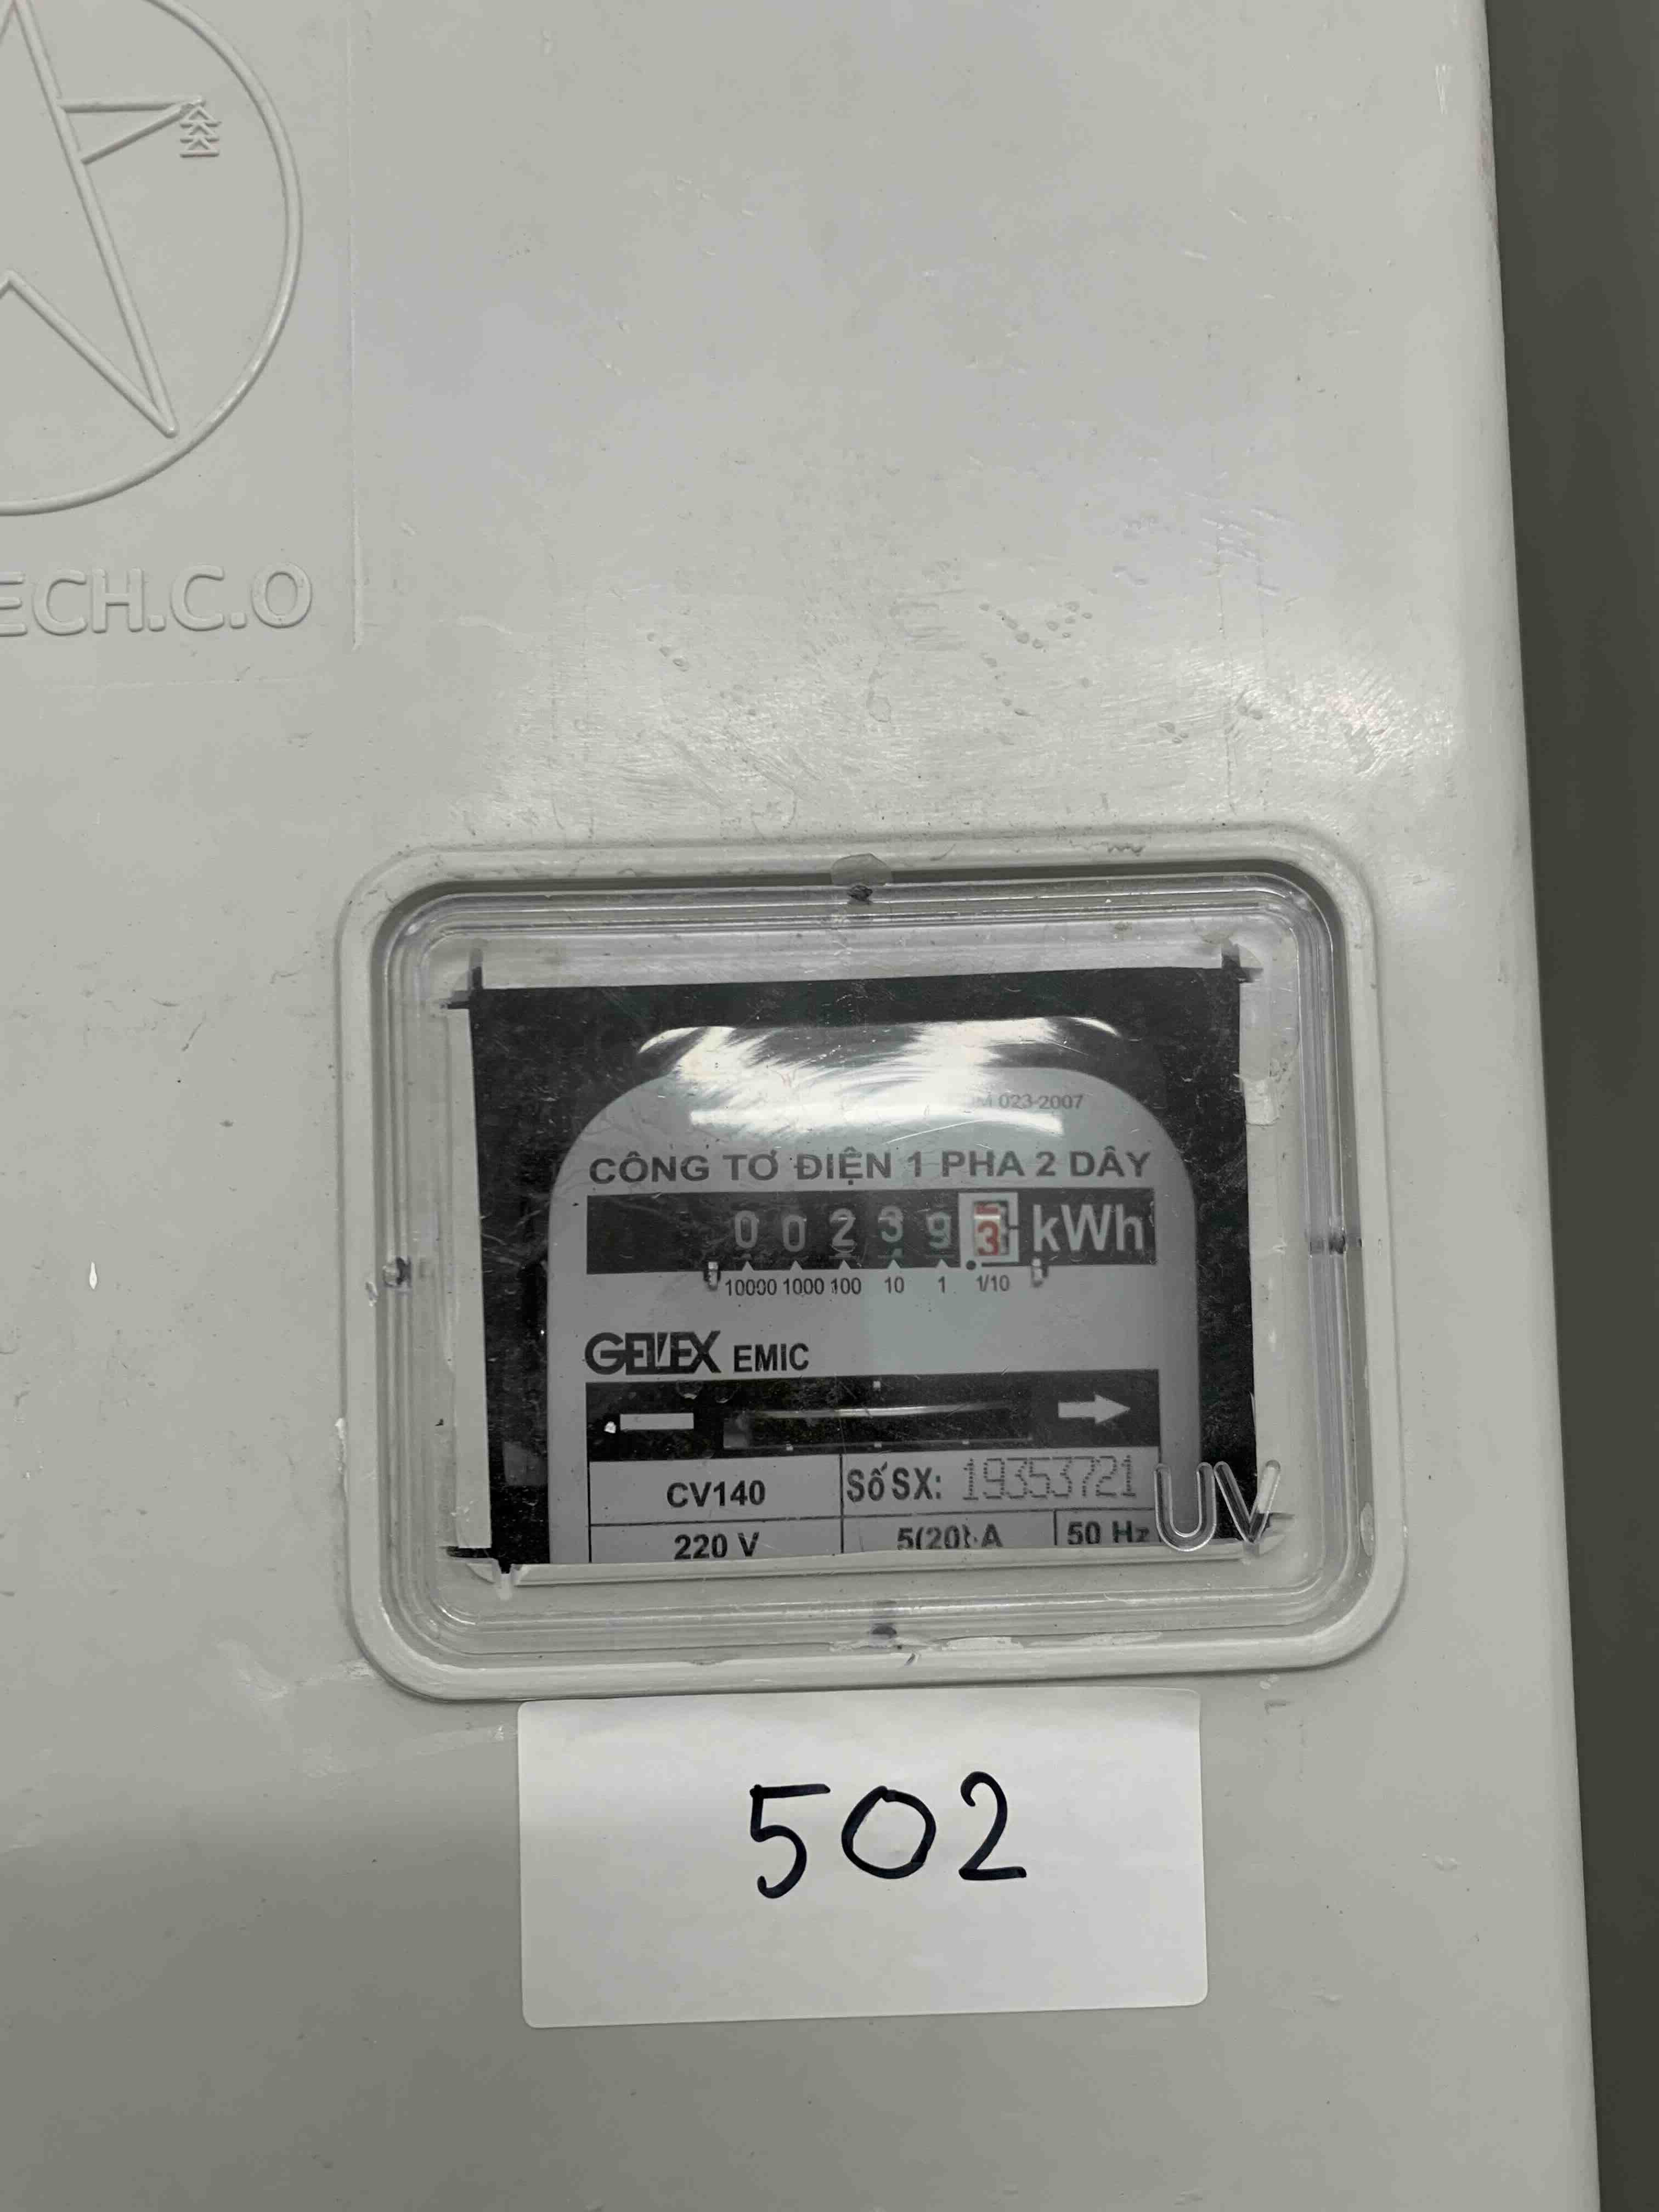 ECH.C.O
023-2007
CÔNG TƠ ĐIỆN 1 PHA 2 DÂY
0 0 2 3 9 3 kWh
10000 1000 100 10 1 1/10
GELEX EMIC
CV140 Số SX: 19353721
220 V 5(20) A 50 Hz
UV
502